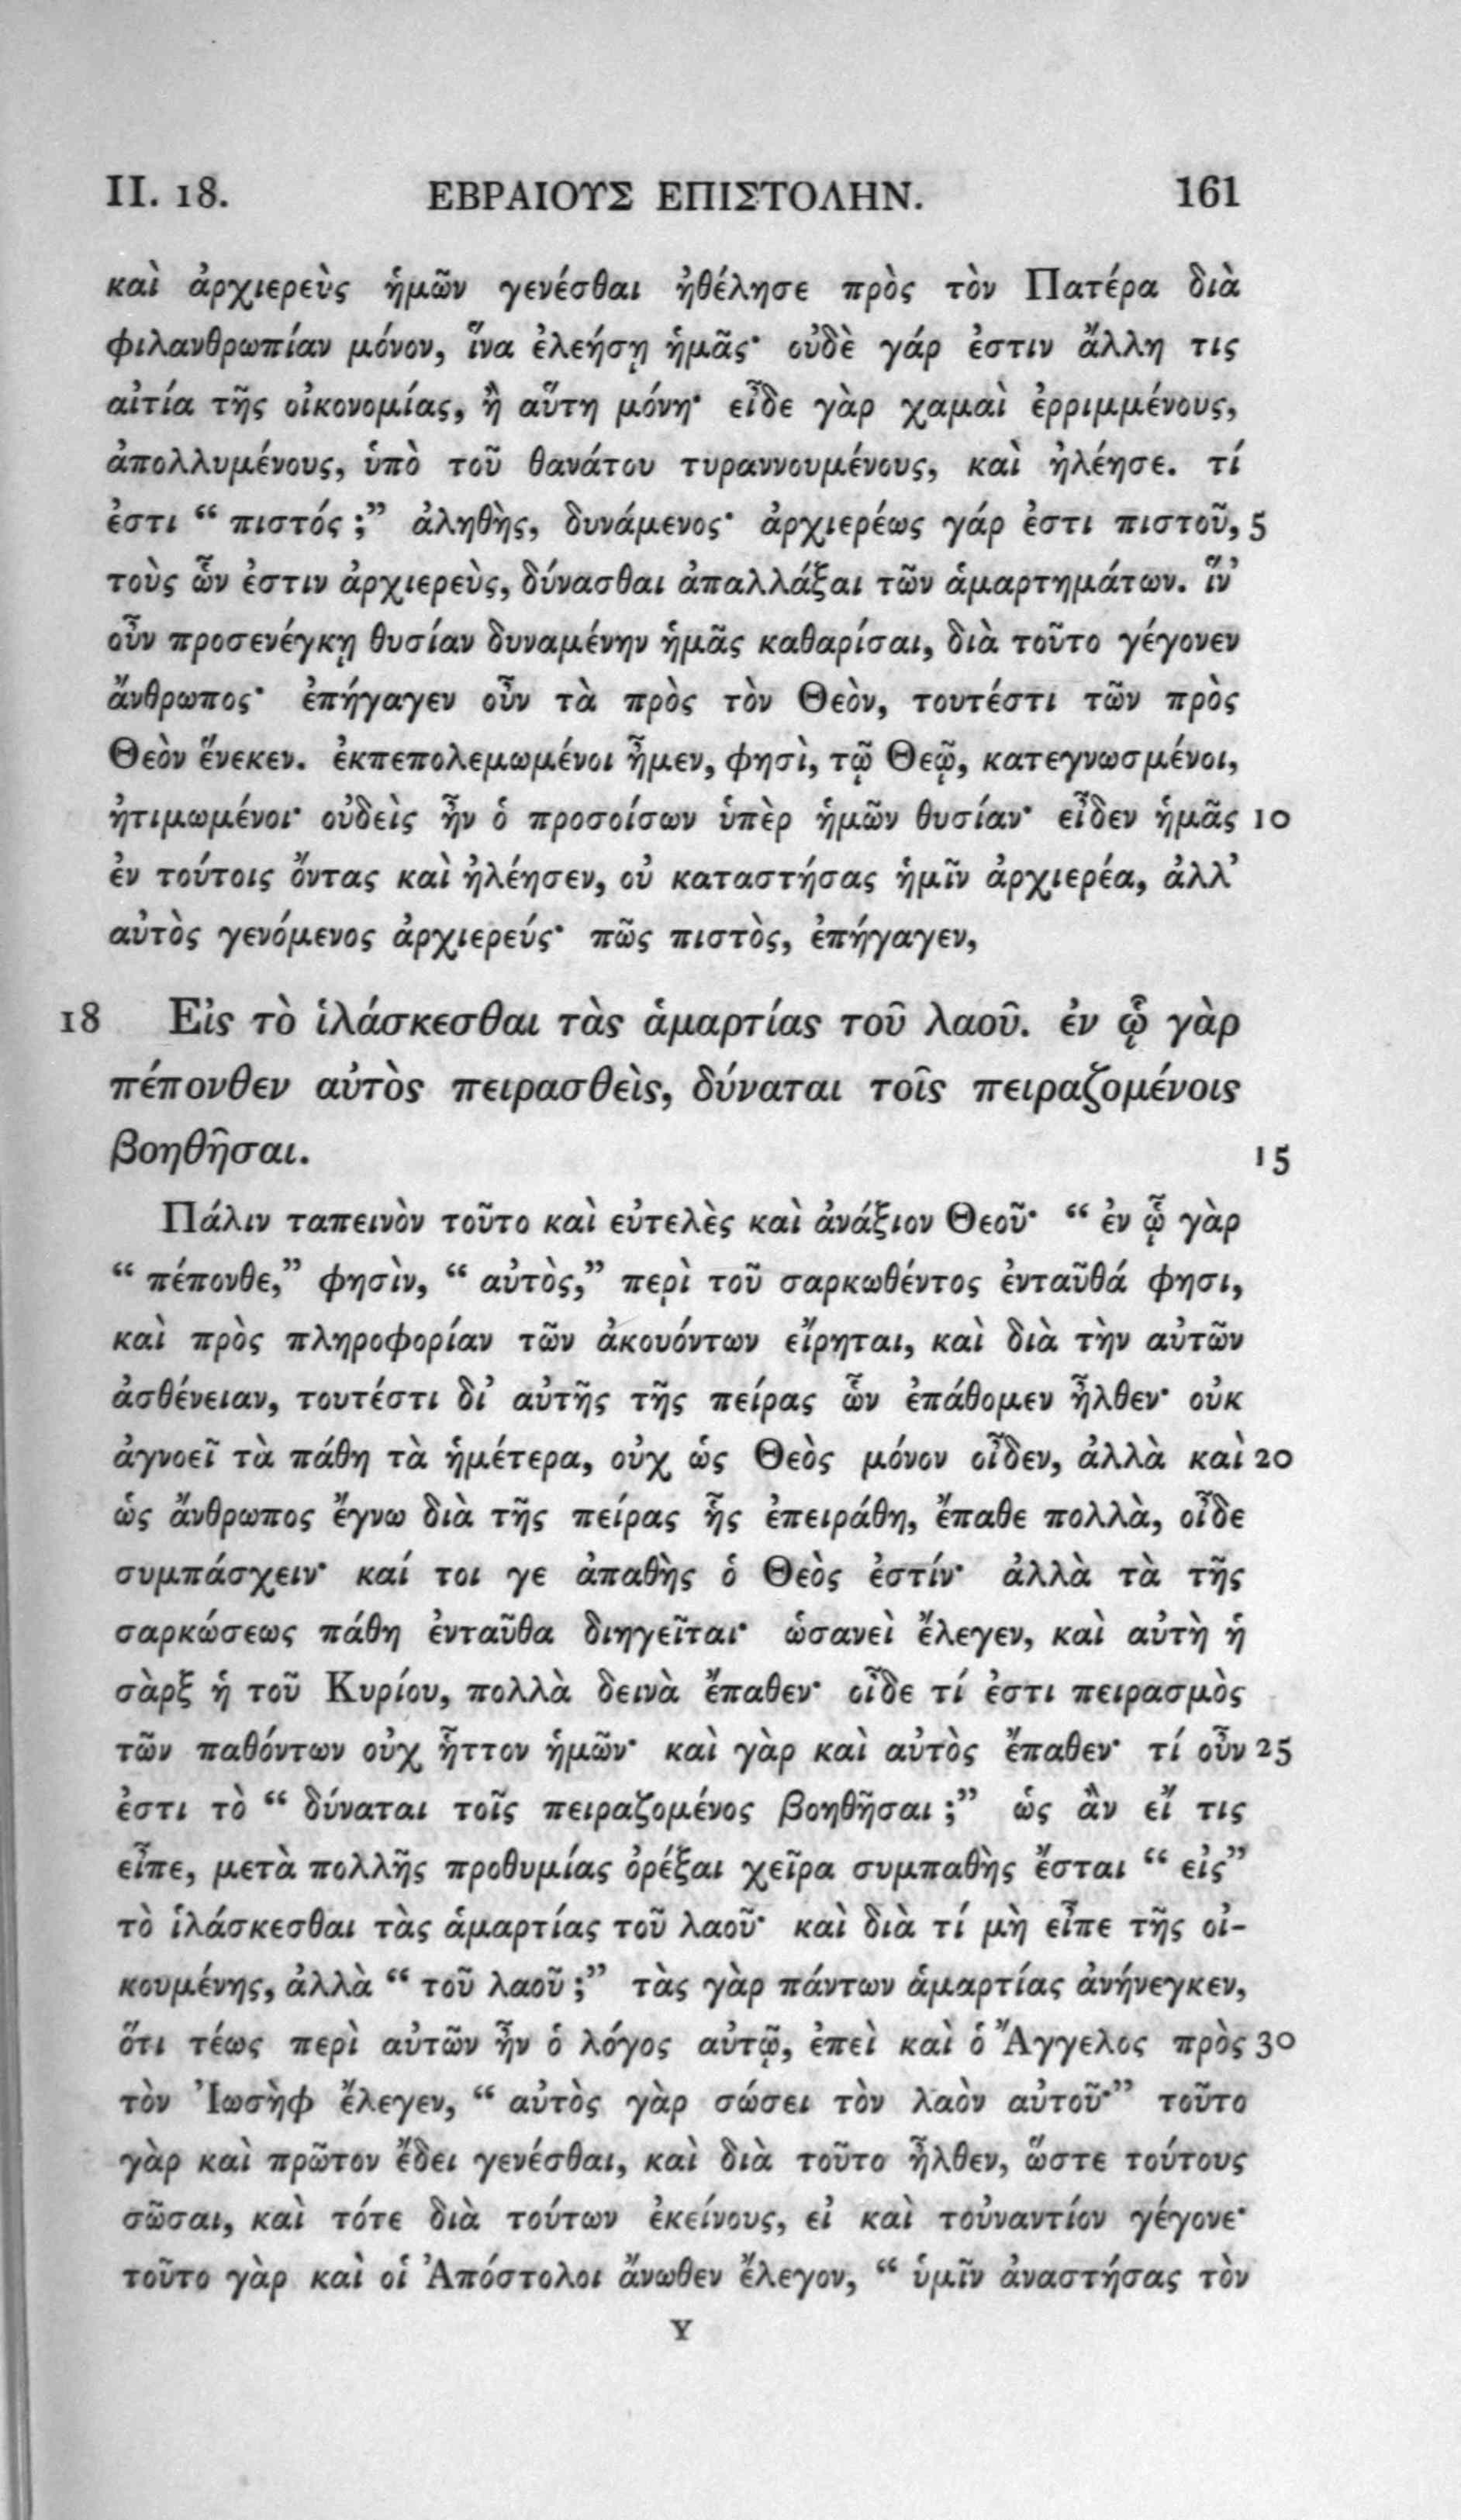 II. 18. ΕΒΡΑΙΟΥΣ ΕΠΙΣΤΟΛΗΝ. 161
καὶ ἀρχιερεὺς ἡμῶν γενέσθαι ἠθέλησε πρὸς τὸν Πατέρα διὰ
φιλανθρωπίαν μόνον, ἵνα ἐλεήσῃ ἡμᾶς· οὐδὲ γάρ ἐστιν ἄλλη τις
αἰτία τῆς οἰκονομίας, ἢ αὕτη μόνη· εἶδε γὰρ χαμαὶ ἐρριμμένους,
ἀπολλυμένους, ὑπὸ τοῦ θανάτου τυραννουμένους, καὶ ἠλέησε. τί
ἐστι “ πιστός ;” ἀληθὴς, δυνάμενος· ἀρχιερέως γάρ ἐστι πιστοῦ, 5
τοὺς ὧν ἐστιν ἀρχιερεὺς, δύνασθαι ἀπαλλάξαι τῶν ἁμαρτημάτων. ἵν’
οὖν προσενέγκῃ θυσίαν δυναμένην ἡμᾶς καθαρίσαι, διὰ τοῦτο γέγονεν
ἄνθρωπος· ἐπήγαγεν οὖν τὰ πρὸς τὸν Θεὸν, τουτέστι τῶν πρὸς
Θεὸν ἕνεκεν. ἐκπεπολεμωμένοι ἦμεν, φησὶ, τῷ Θεῷ, κατεγνωσμένοι,
ἠτιμωμένοι· οὐδεὶς ἦν ὁ προσοίσων ὑπὲρ ἡμῶν θυσίαν· εἶδεν ἡμᾶς 10
ἐν τούτοις ὄντας καὶ ἠλέησεν, οὐ καταστήσας ἡμῖν ἀρχιερέα, ἀλλ’
αὐτὸς γενόμενος ἀρχιερεύς· πῶς πιστὸς, ἐπήγαγεν,
18 Εἰς τὸ ἱλάσκεσθαι τὰς ἁμαρτίας τοῦ λαοῦ. ἐν ᾧ γὰρ
πέπονθεν αὐτὸς πειρασθεὶς, δύναται τοῖς πειραζομένοις
βοηθῆσαι. 15
Πάλιν ταπεινὸν τοῦτο καὶ εὐτελὲς καὶ ἀνάξιον Θεοῦ· “ ἐν ᾧ γὰρ
“ πέπονθε,” φησὶν, “ αὐτὸς,” περὶ τοῦ σαρκωθέντος ἐνταῦθά φησι,
καὶ πρὸς πληροφορίαν τῶν ἀκουόντων εἴρηται, καὶ διὰ τὴν αὐτῶν
ἀσθένειαν, τουτέστι δι’ αὐτῆς τῆς πείρας ὧν ἐπάθομεν ἦλθεν· οὐκ
ἀγνοεῖ τὰ πάθη τὰ ἡμέτερα, οὐχ ὡς Θεὸς μόνον οἶδεν, ἀλλὰ καὶ 20
ὡς ἄνθρωπος ἔγνω διὰ τῆς πείρας ἧς ἐπειράθη, ἔπαθε πολλὰ, οἶδε
συμπάσχειν· καί τοι γε ἀπαθὴς ὁ Θεὸς ἐστίν· ἀλλὰ τὰ τῆς
σαρκώσεως πάθη ἐνταῦθα διηγεῖται· ὡσανεὶ ἔλεγεν, καὶ αὐτὴ ἡ
σὰρξ ἡ τοῦ Κυρίου, πολλὰ δεινὰ ἔπαθεν· οἶδε τί ἐστι πειρασμὸς
τῶν παθόντων οὐχ ἧττον ἡμῶν· καὶ γὰρ καὶ αὐτὸς ἔπαθεν· τί οὖν 25
ἐστι τὸ “ δύναται τοῖς πειραζομένος βοηθῆσαι ;” ὡς ἂν εἴ τις
εἶπε, μετὰ πολλῆς προθυμίας ὀρέξαι χεῖρα συμπαθὴς ἔσται “ εἰς”
τὸ ἱλάσκεσθαι τὰς ἁμαρτίας τοῦ λαοῦ· καὶ διὰ τί μὴ εἶπε τῆς οἰ-
κουμένης, ἀλλὰ “ τοῦ λαοῦ ;” τὰς γὰρ πάντων ἁμαρτίας ἀνήνεγκεν,
ὅτι τέως περὶ αὐτῶν ἦν ὁ λόγος αὐτῷ, ἐπεὶ καὶ ὁ Ἄγγελος πρὸς 30
τὸν Ἰωσὴφ ἔλεγεν, “ αὐτὸς γὰρ σώσει τὸν λαὸν αὐτοῦ·” τοῦτο
γὰρ καὶ πρῶτον ἔδει γενέσθαι, καὶ διὰ τοῦτο ἦλθεν, ὥστε τούτους
σῶσαι, καὶ τότε διὰ τούτων ἐκείνους, εἰ καὶ τοὐναντίον γέγονε·
τοῦτο γὰρ καὶ οἱ Ἀπόστολοι ἄνωθεν ἔλεγον, “ ὑμῖν ἀναστήσας τὸν
Y